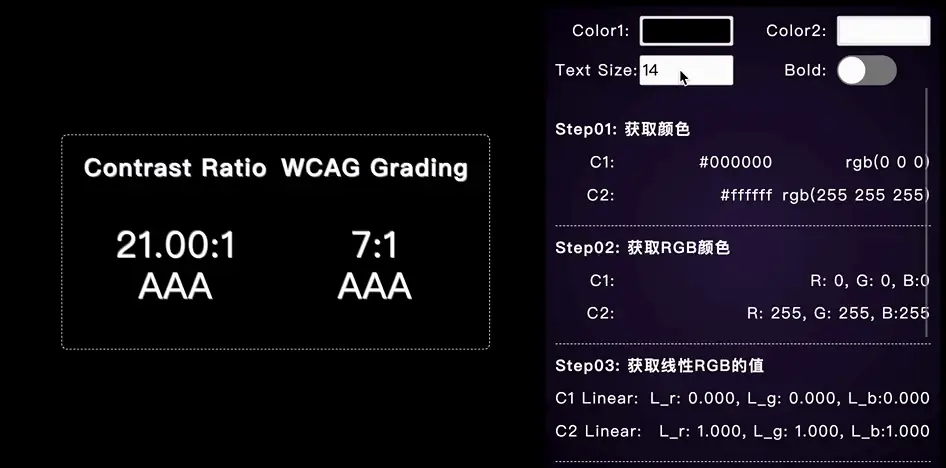 Contrast Ratio WCAG Grading
21.00:1 7:1
AAA AAA
Color1: Color2:
Text Size: 14 Bold:
Step01: 获取颜色
C1: #000000 rgb(0 0 0)
C2: #ffffff rgb(255 255 255)
Step02: 获取RGB颜色
C1: R: 0, G: 0, B:0
C2: R: 255, G: 255, B:255
Step03: 获取线性RGB的值
C1 Linear: L_r: 0.000, L_g: 0.000, L_b:0.000
C2 Linear: L_r: 1.000, L_g: 1.000, L_b:1.000